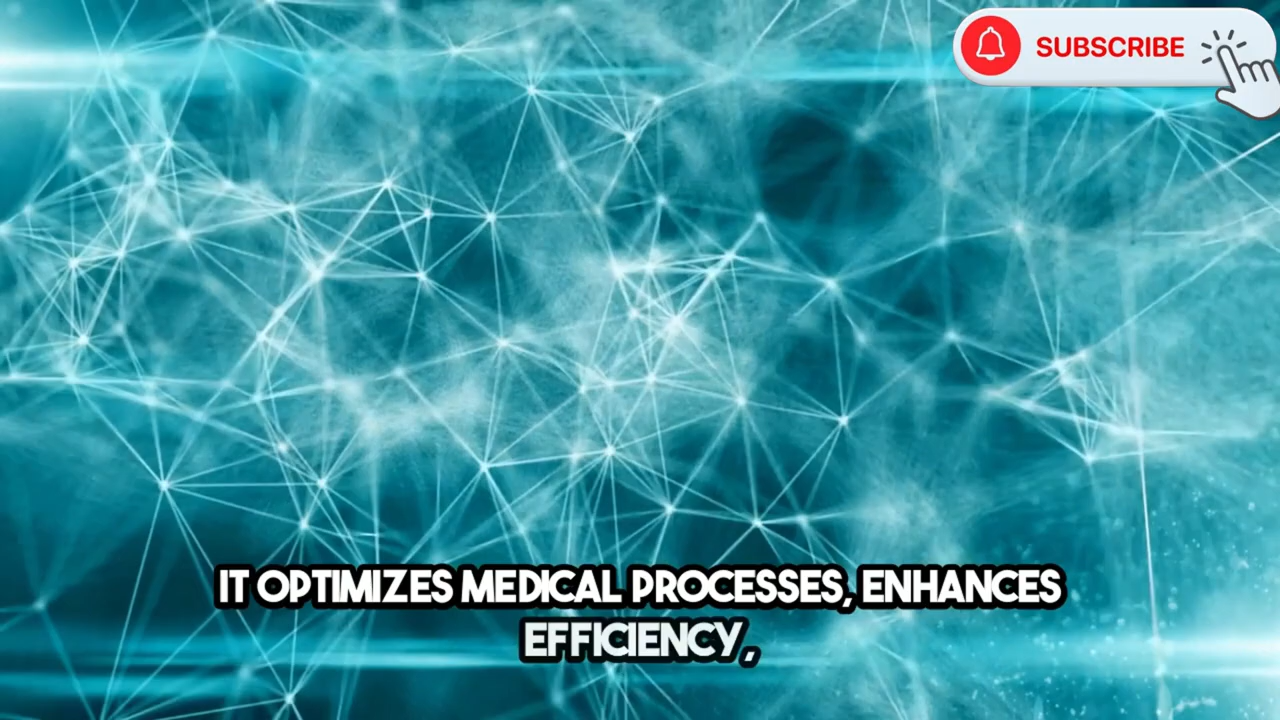 SUBSCRIBE
IT OPTIMIZES MEDICAL PROCESSES, ENHANCES
EFFICIENCY,